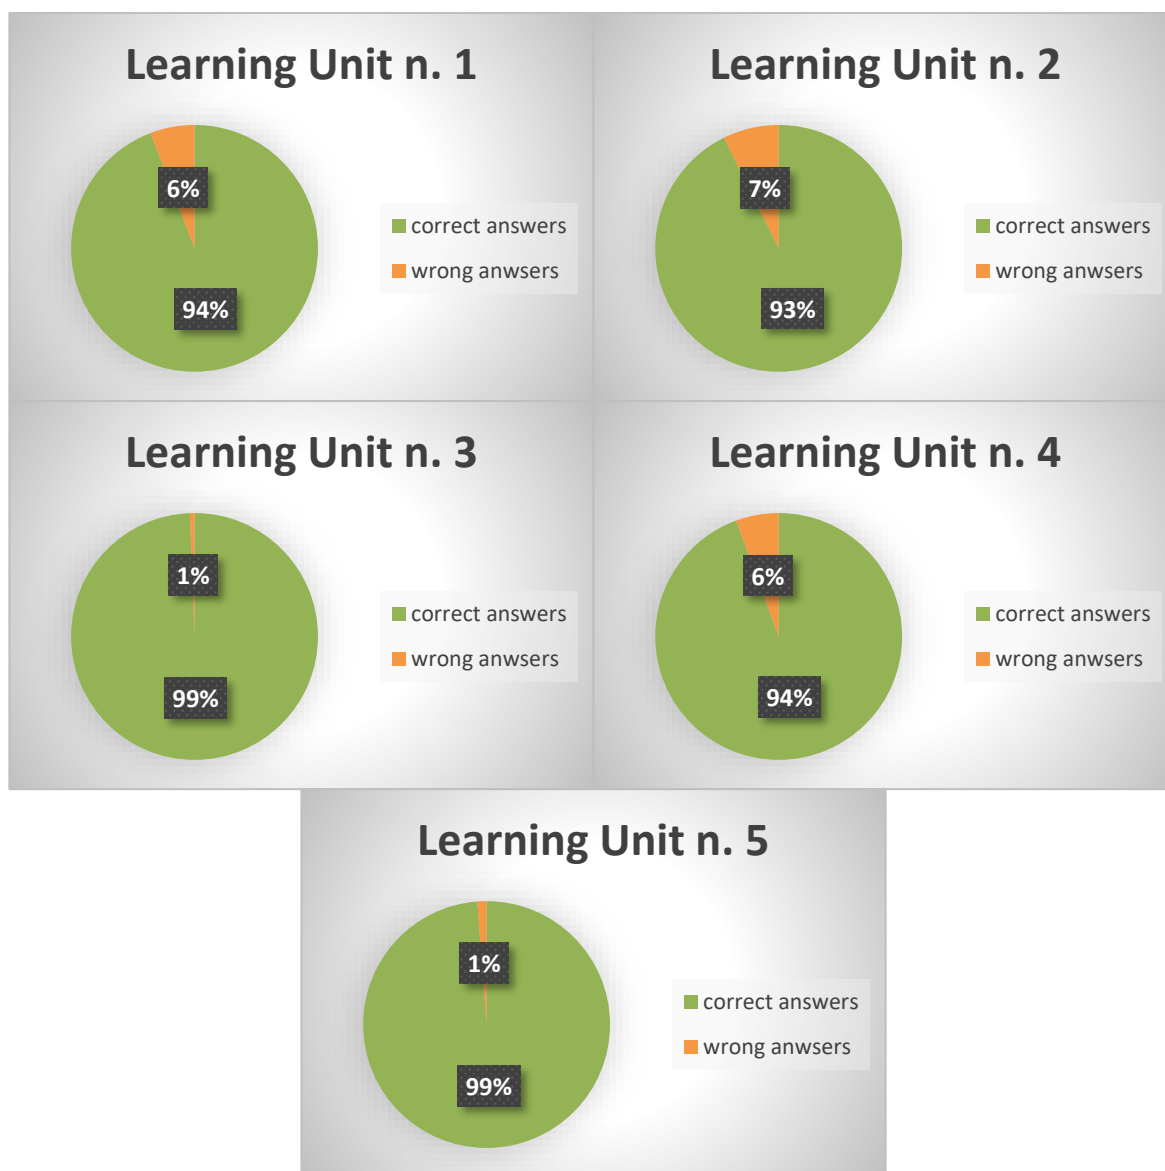 Learning Unit n. 1
6%
94%
correct answers
wrong anwsers
Learning Unit n. 2
7%
93%
correct answers
wrong anwsers
Learning Unit n. 3
1%
99%
correct answers
wrong anwsers
Learning Unit n. 4
6%
94%
correct answers
wrong anwsers
Learning Unit n. 5
1%
99%
correct answers
wrong anwsers